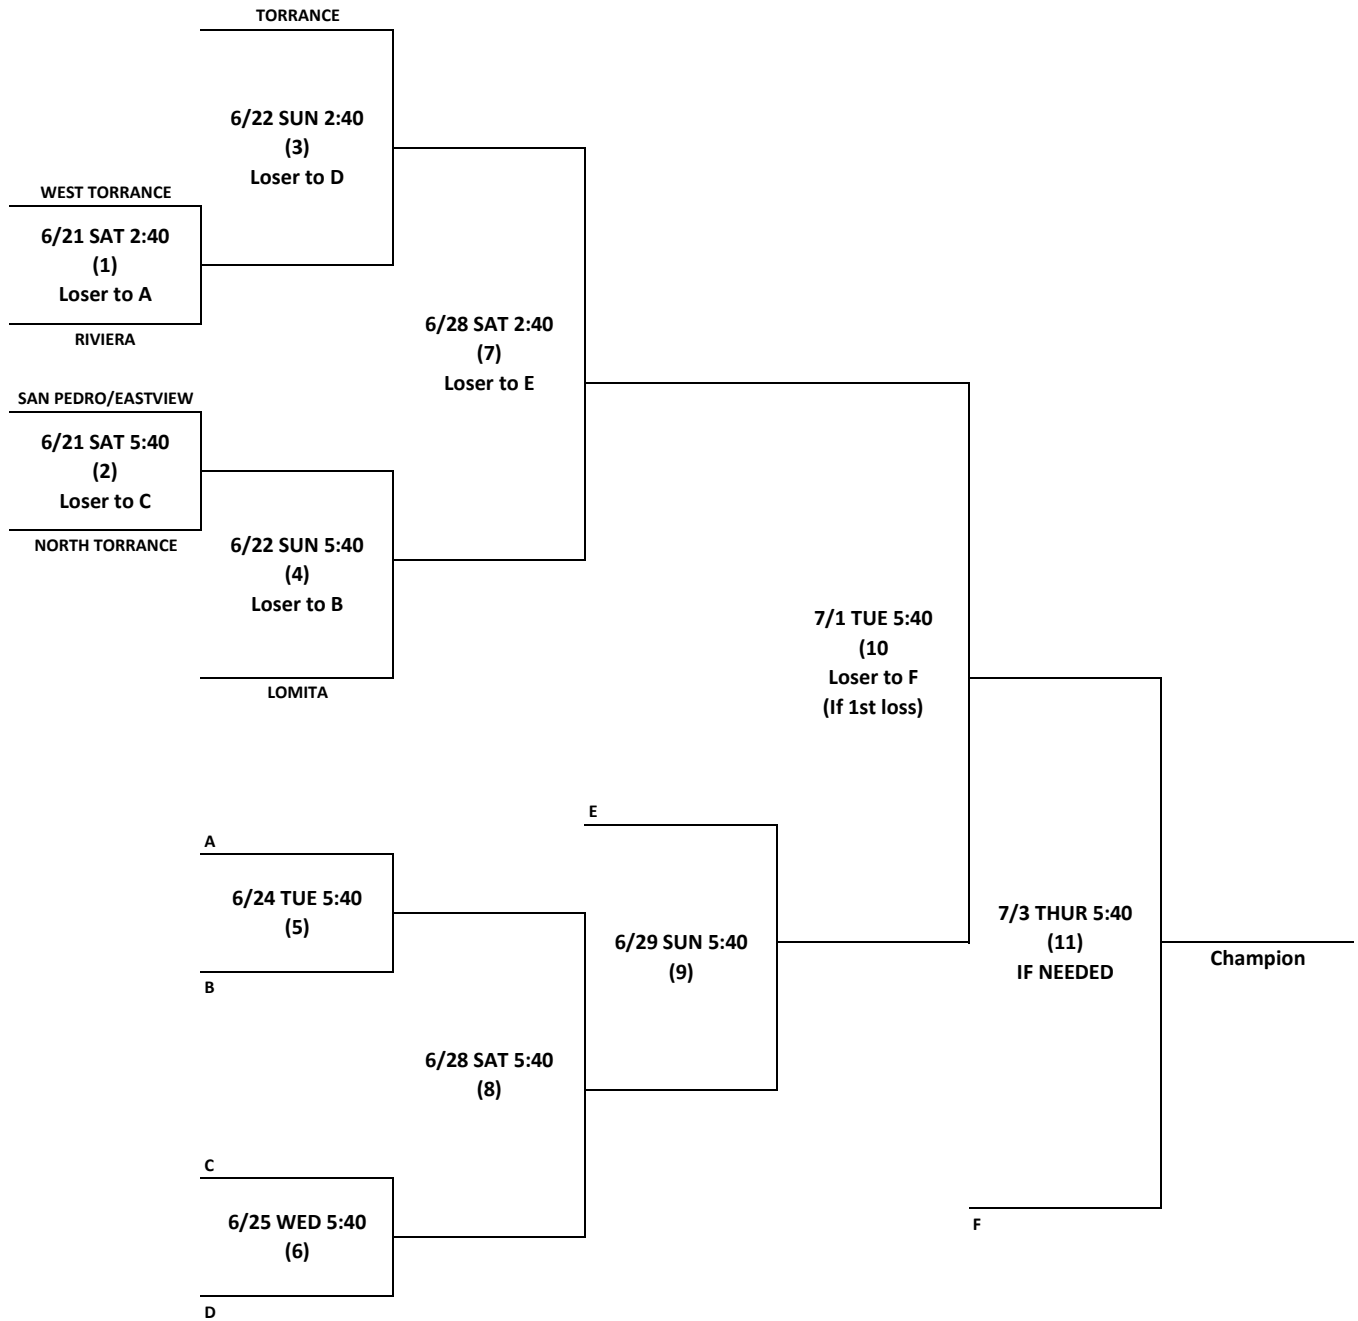 TORRANCE
6/22 SUN 2:40
(3)
Loser to D
WEST TORRANCE
6/21 SAT 2:40
(1)
Loser to A
RIVIERA
6/28 SAT 2:40
(7)
Loser to E
SAN PEDRO/EASTVIEW
6/21 SAT 5:40
(2)
Loser to C
NORTH TORRANCE
6/22 SUN 5:40
(4)
Loser to B
LOMITA
7/1 TUE 5:40
(10
Loser to F
(If 1st loss)
E
A
6/24 TUE 5:40
(5)
B
6/29 SUN 5:40
(9)
7/3 THUR 5:40
(11)
IF NEEDED
Champion
6/28 SAT 5:40
(8)
C
6/25 WED 5:40
(6)
D
F